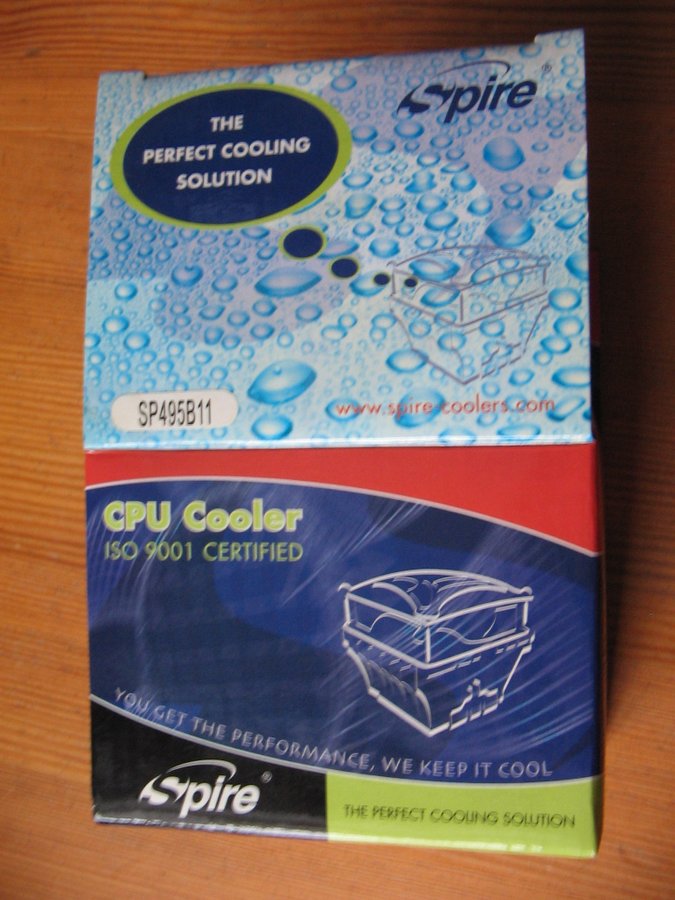 Spire®
THE
PERFECT COOLING
SOLUTION
SP495B11
www.spire-coolers.com
CPU Cooler
ISO 9001 CERTIFIED
YOU GET THE PERFORMANCE, WE KEEP IT COOL
Spire®
THE PERFECT COOLING SOLUTION